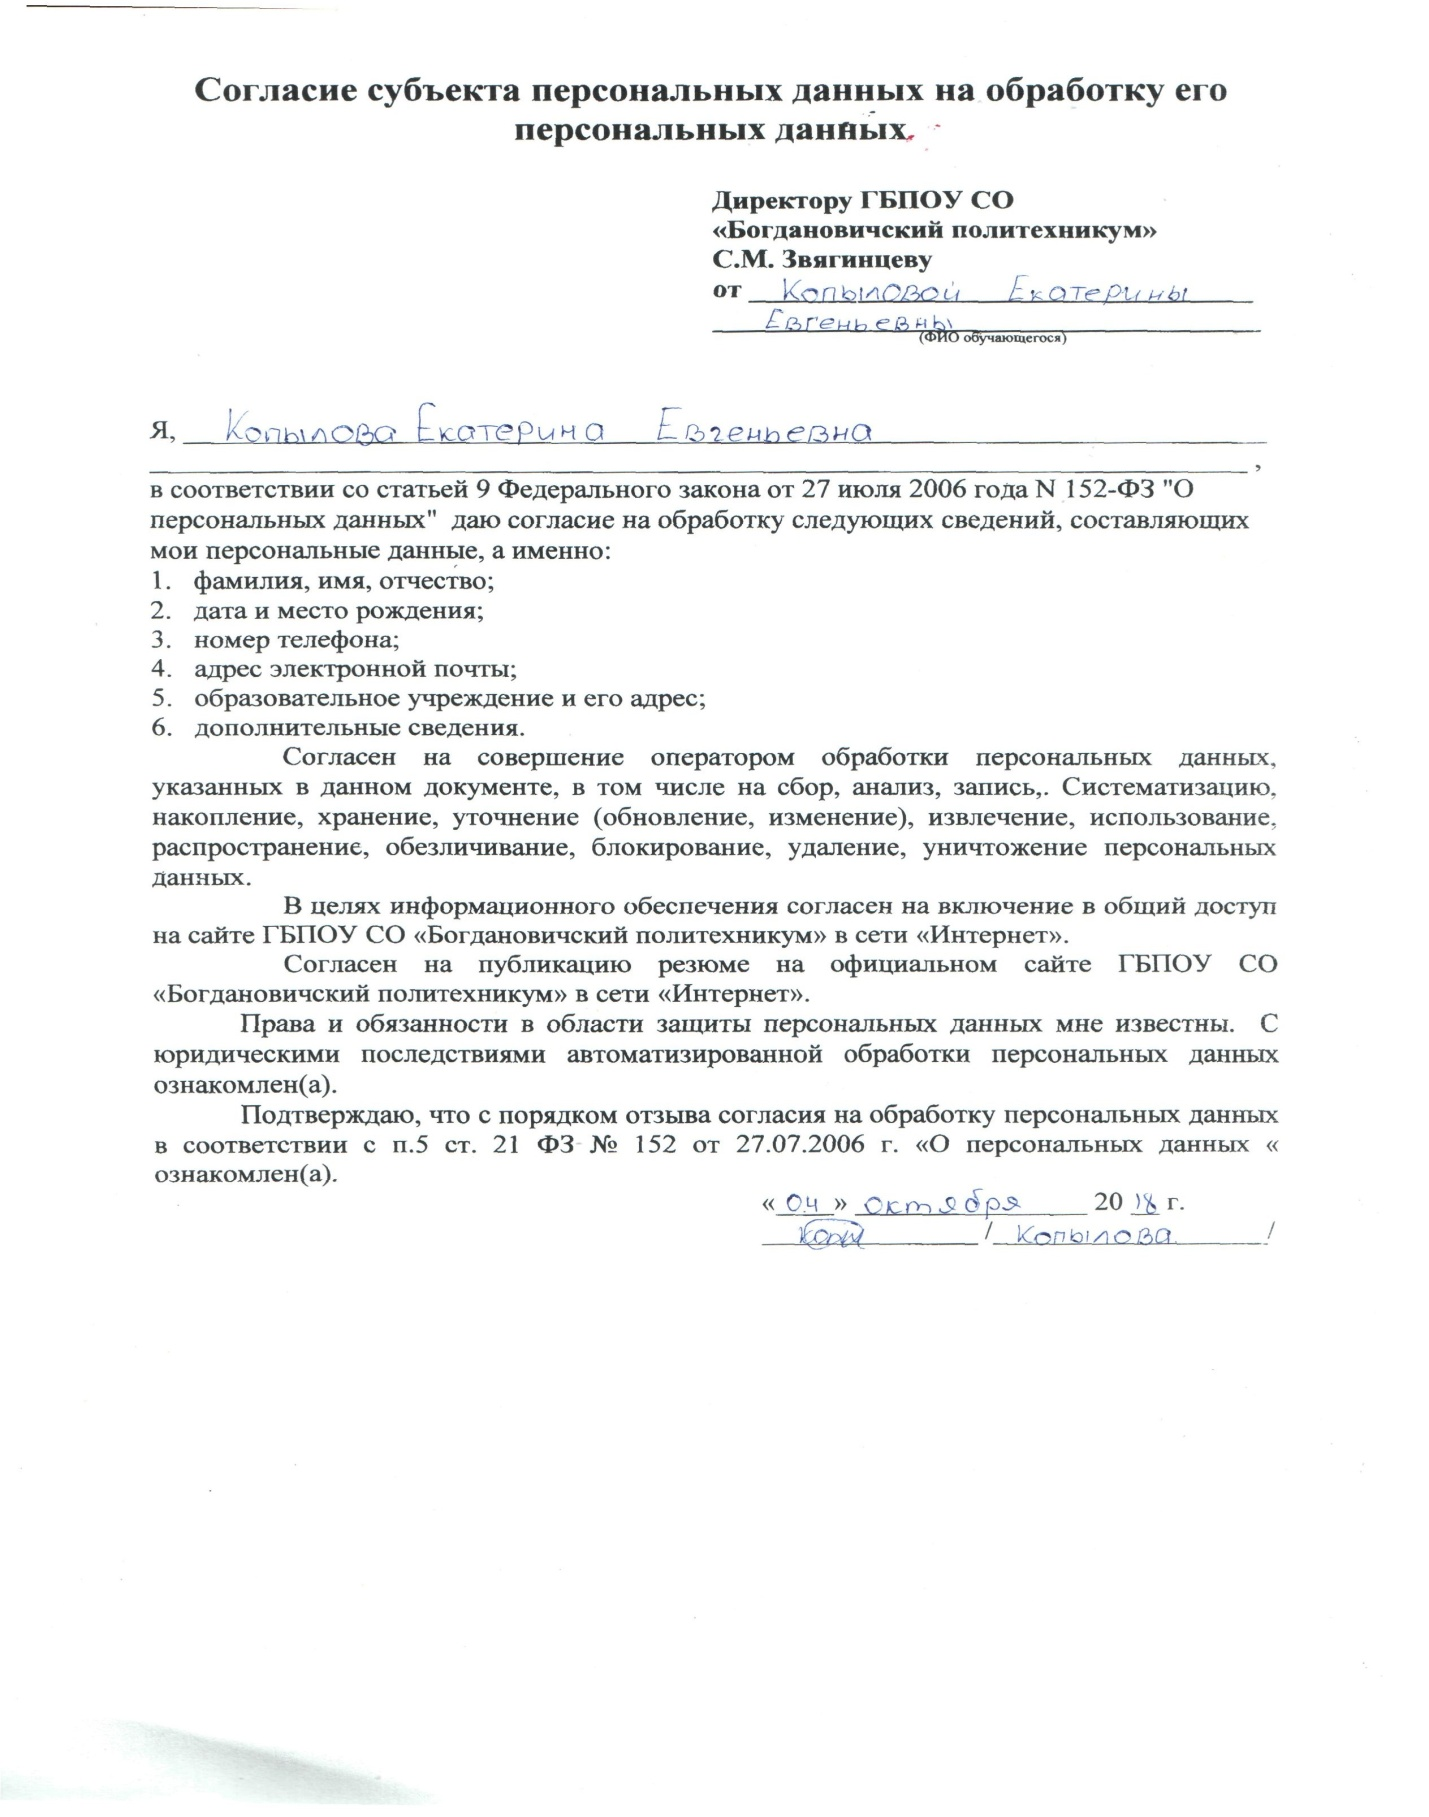 Согласие субъекта персональных данных на обработку его
персональных данных.
Директору ГБПОУ СО
«Богдановичский политехникум»
С.М. Звягинцеву
от Копыловой Екатерины
Евгеньевны
(ФИО обучающегося)
Я, Копылова Екатерина Евгеньевна
,
в соответствии со статьей 9 Федерального закона от 27 июля 2006 года N 152-ФЗ "О
персональных данных" даю согласие на обработку следующих сведений, составляющих
мои персональные данные, а именно:
1. фамилия, имя, отчество;
2. дата и место рождения;
3. номер телефона;
4. адрес электронной почты;
5. образовательное учреждение и его адрес;
6. дополнительные сведения.
Согласен на совершение оператором обработки персональных данных,
указанных в данном документе, в том числе на сбор, анализ, запись,. Систематизацию,
накопление, хранение, уточнение (обновление, изменение), извлечение, использование,
распространение, обезличивание, блокирование, удаление, уничтожение персональных
данных.
В целях информационного обеспечения согласен на включение в общий доступ
на сайте ГБПОУ СО «Богдановичский политехникум» в сети «Интернет».
Согласен на публикацию резюме на официальном сайте ГБПОУ СО
«Богдановичский политехникум» в сети «Интернет».
Права и обязанности в области защиты персональных данных мне известны. С
юридическими последствиями автоматизированной обработки персональных данных
ознакомлен(а).
Подтверждаю, что с порядком отзыва согласия на обработку персональных данных
в соответствии с п.5 ст. 21 ФЗ № 152 от 27.07.2006 г. «О персональных данных «
ознакомлен(а).
« 04 » октября 20 18 г.
/ Копылова /